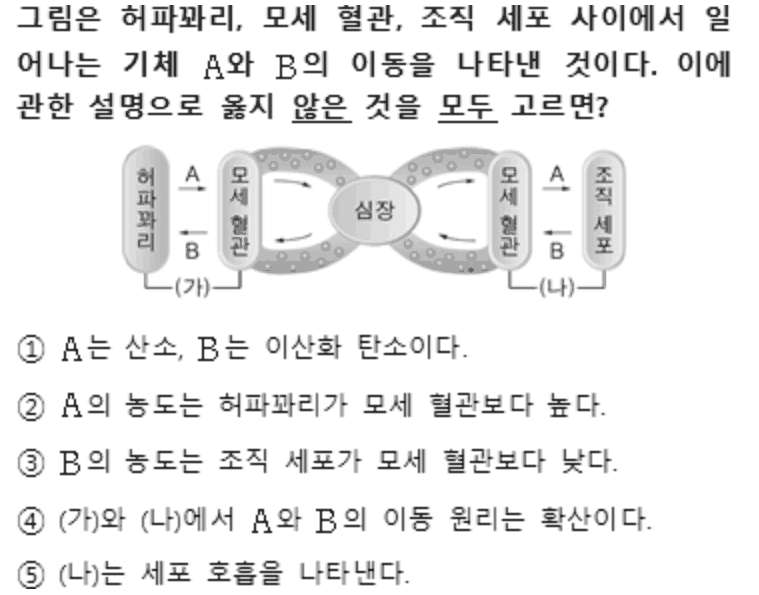 그림은 허파꽈리, 모세 혈관, 조직 세포 사이에서 일
어나는 기체 A와 B의 이동을 나타낸 것이다. 이에
관한 설명으로 옳지 않은 것을 모두 고르면?
허파꽈리
A
B
모세 혈관
(가)
심장
모세 혈관
A
B
조직 세포
(나)
① A는 산소, B는 이산화 탄소이다.
② A의 농도는 허파꽈리가 모세 혈관보다 높다.
③ B의 농도는 조직 세포가 모세 혈관보다 낮다.
④ (가)와 (나)에서 A와 B의 이동 원리는 확산이다.
⑤ (나)는 세포 호흡을 나타낸다.